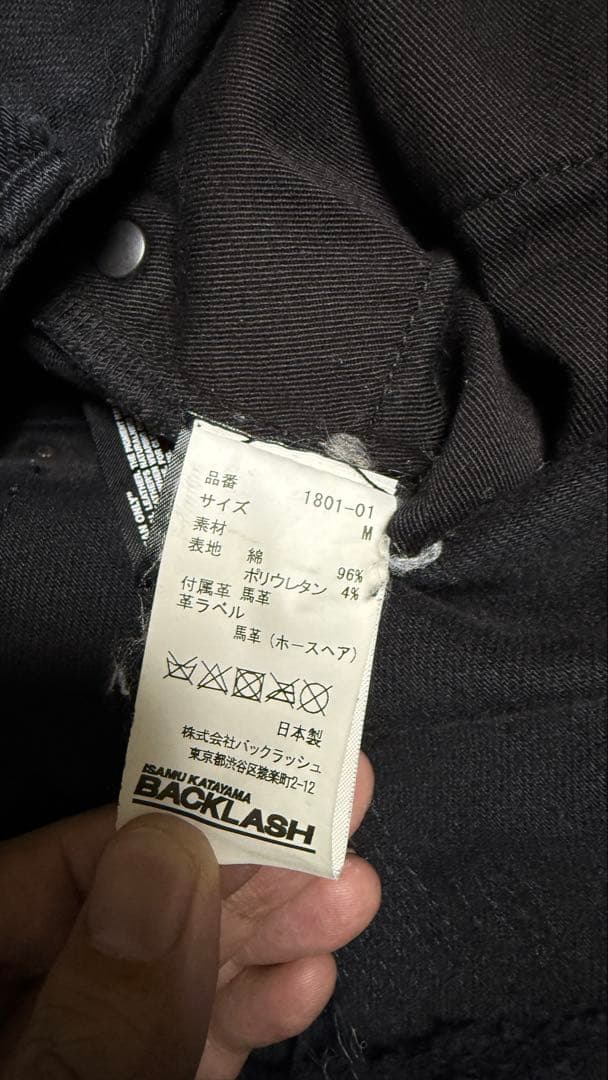 品番 1801-01
サイズ M
素材
表地 綿 96%
ポリウレタン 4%
付属革 馬革
革ラベル
馬革(ホースヘア)
日本製
株式会社バックラッシュ
東京都渋谷区猿楽町2-12
ISAMU KATAYAMA
BACKLASH
AN ONLY"